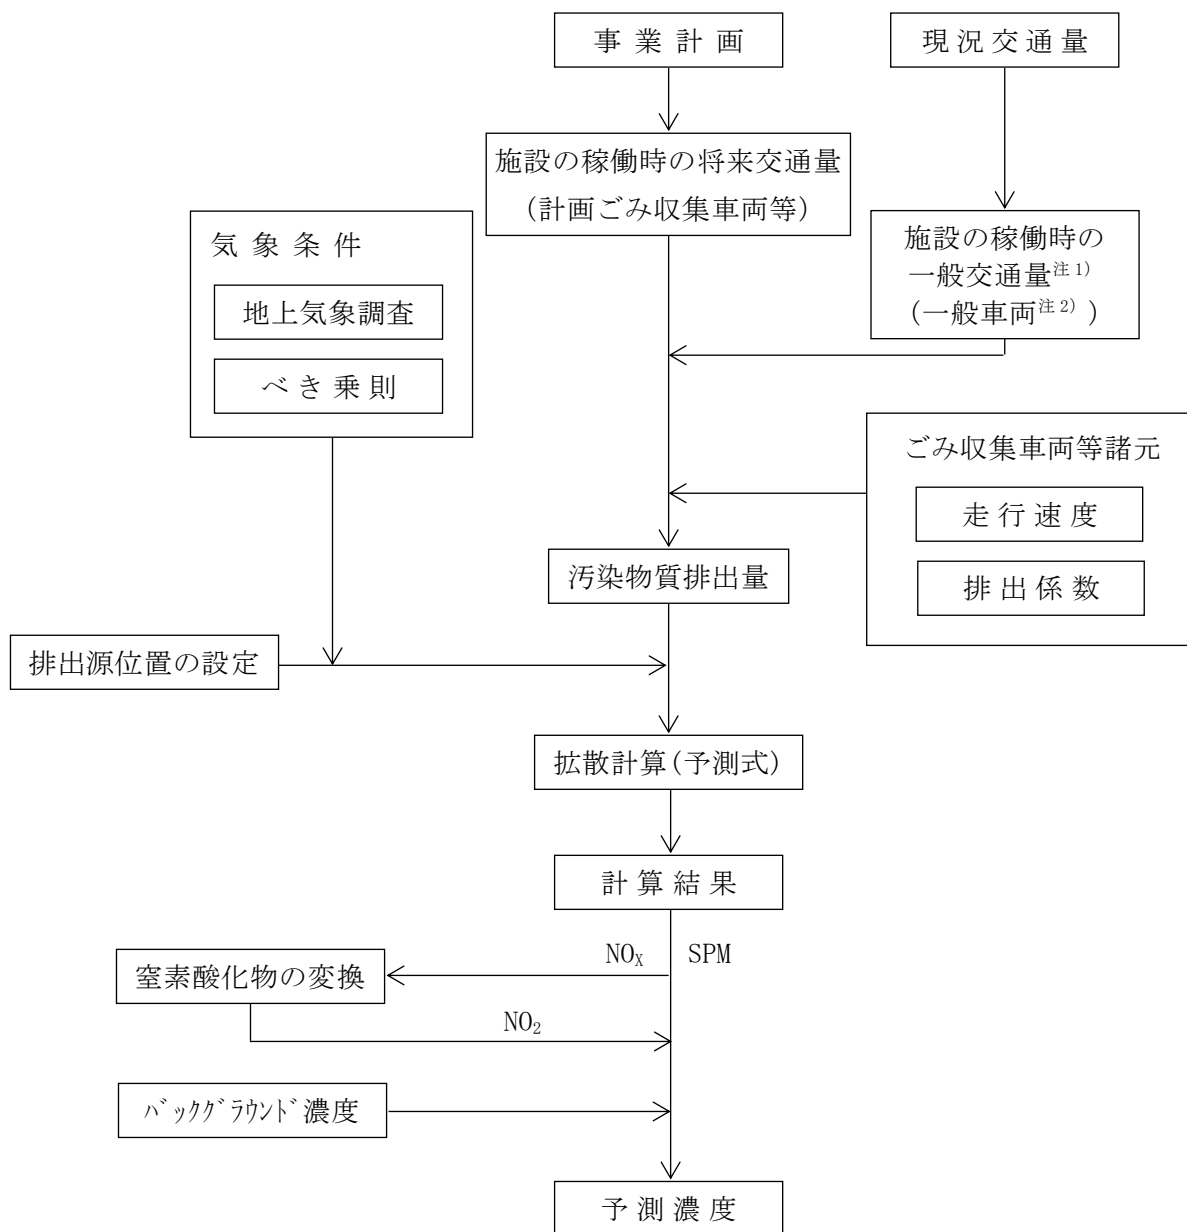 事業計画
現況交通量
施設の稼働時の将来交通量
(計画ごみ収集車両等)
施設の稼働時の
一般交通量注1)
(一般車両注2))
気象条件
地上気象調査
べき乗則
ごみ収集車両等諸元
走行速度
排出係数
汚染物質排出量
排出源位置の設定
拡散計算(予測式)
計算結果
NOX SPM
窒素酸化物の変換
NO2
ﾊﾞｯｸｸﾞﾗｳﾝﾄﾞ濃度
予測濃度